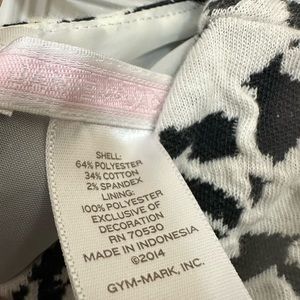 SHELL:
64% POLYESTER
34% COTTON
2% SPANDEX
LINING:
100% POLYESTER
EXCLUSIVE OF
DECORATION
RN 70530
MADE IN INDONESIA
©2014
GYM-MARK, INC.